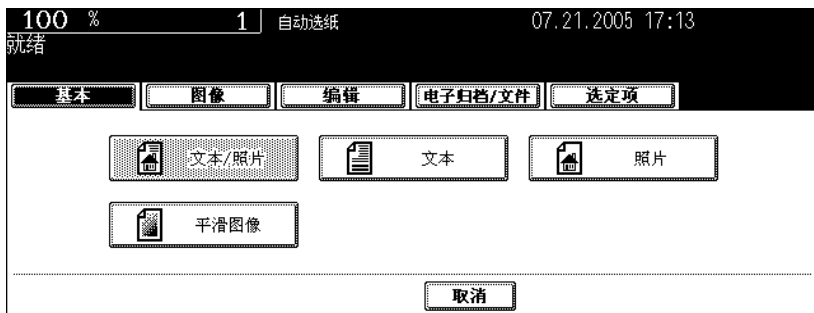 100 % 1 自动选纸 07.21.2005 17:13
就绪
基本 图像 编辑 电子归档/文件 选定项
文本/照片 文本 照片
平滑图像
取消